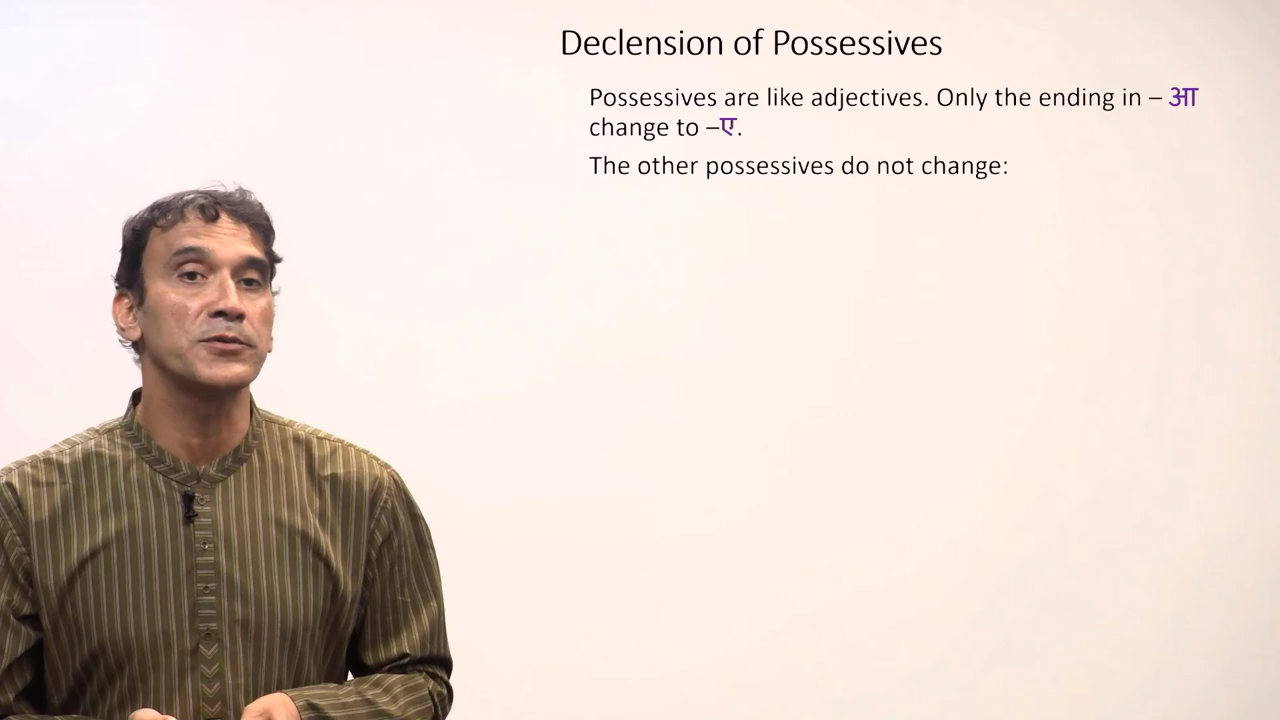 Declension of Possessives
Possessives are like adjectives. Only the ending in – आ
change to –ए.
The other possessives do not change: